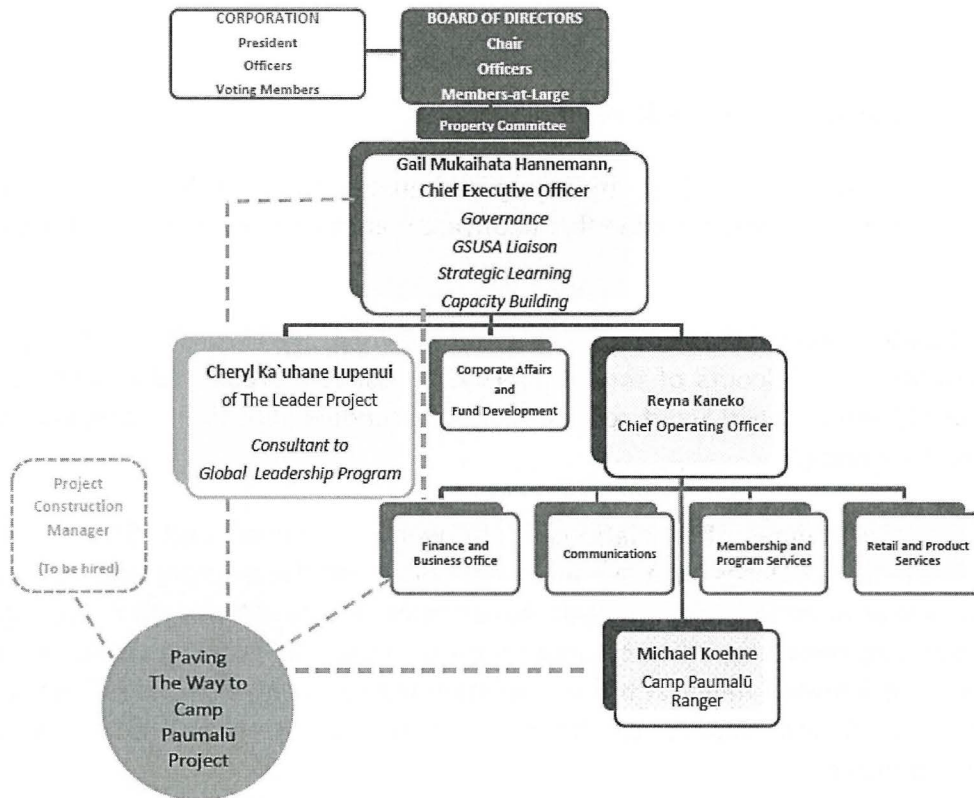 CORPORATION
President
Officers
Voting Members
BOARD OF DIRECTORS
Chair
Officers
Members-at-Large
Property Committee
Gail Mukaihata Hannemann,
Chief Executive Officer
Governance
GSUSA Liaison
Strategic Learning
Capacity Building
Cheryl Ka`uhane Lupenui
of The Leader Project
Consultant to
Global Leadership Program
Corporate Affairs
and
Fund Development
Reyna Kaneko
Chief Operating Officer
Project
Construction
Manager
(To be hired)
Finance and
Business Office
Communications
Membership and
Program Services
Retail and Product
Services
Paving
The Way to
Camp
Paumalū
Project
Michael Koehne
Camp Paumalū
Ranger